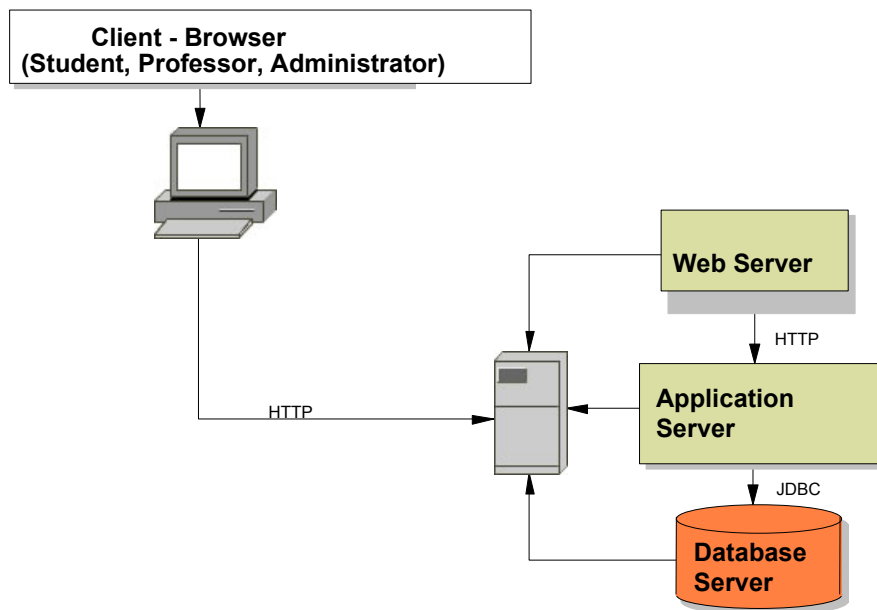 Client - Browser
(Student, Professor, Administrator)
Web Server
HTTP
Application
Server
HTTP
JDBC
Database
Server